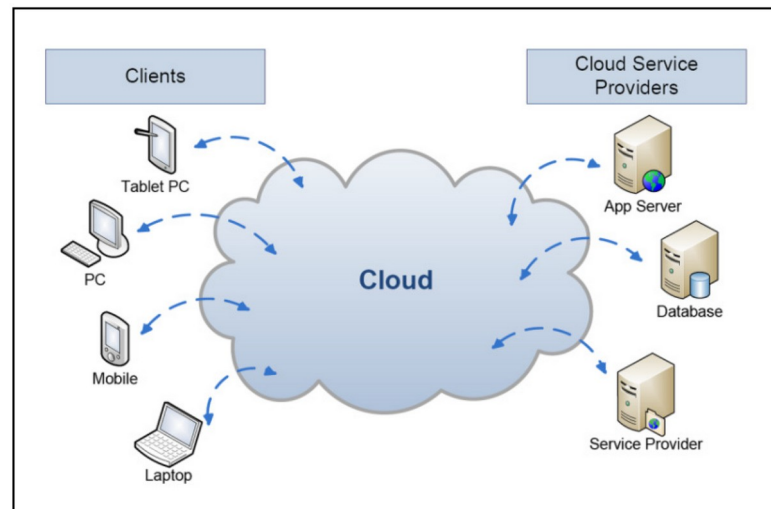 Clients
Cloud Service
Providers
Tablet PC
App Server
PC
Cloud
Database
Mobile
Service Provider
Laptop